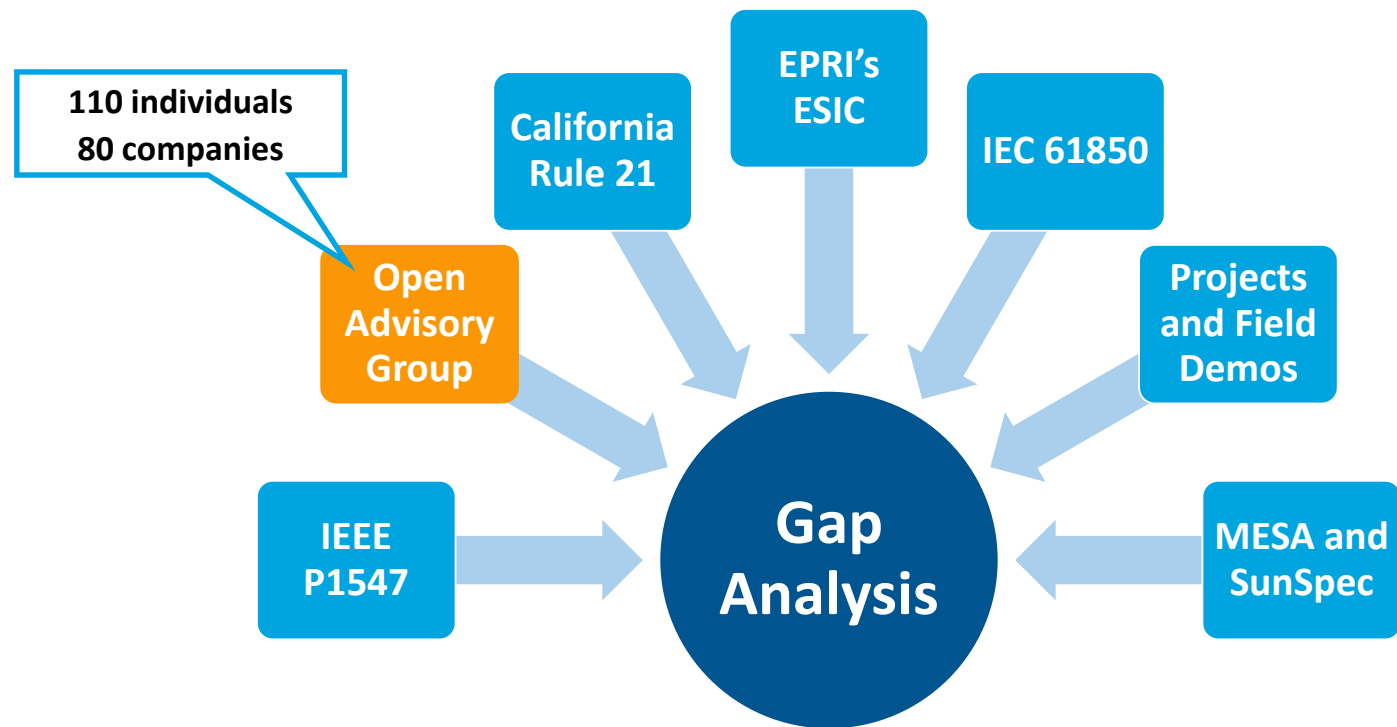 110 individuals
80 companies
Open
Advisory
Group
IEEE
P1547
California
Rule 21
EPRI’s
ESIC
IEC 61850
Projects
and Field
Demos
MESA and
SunSpec
Gap
Analysis